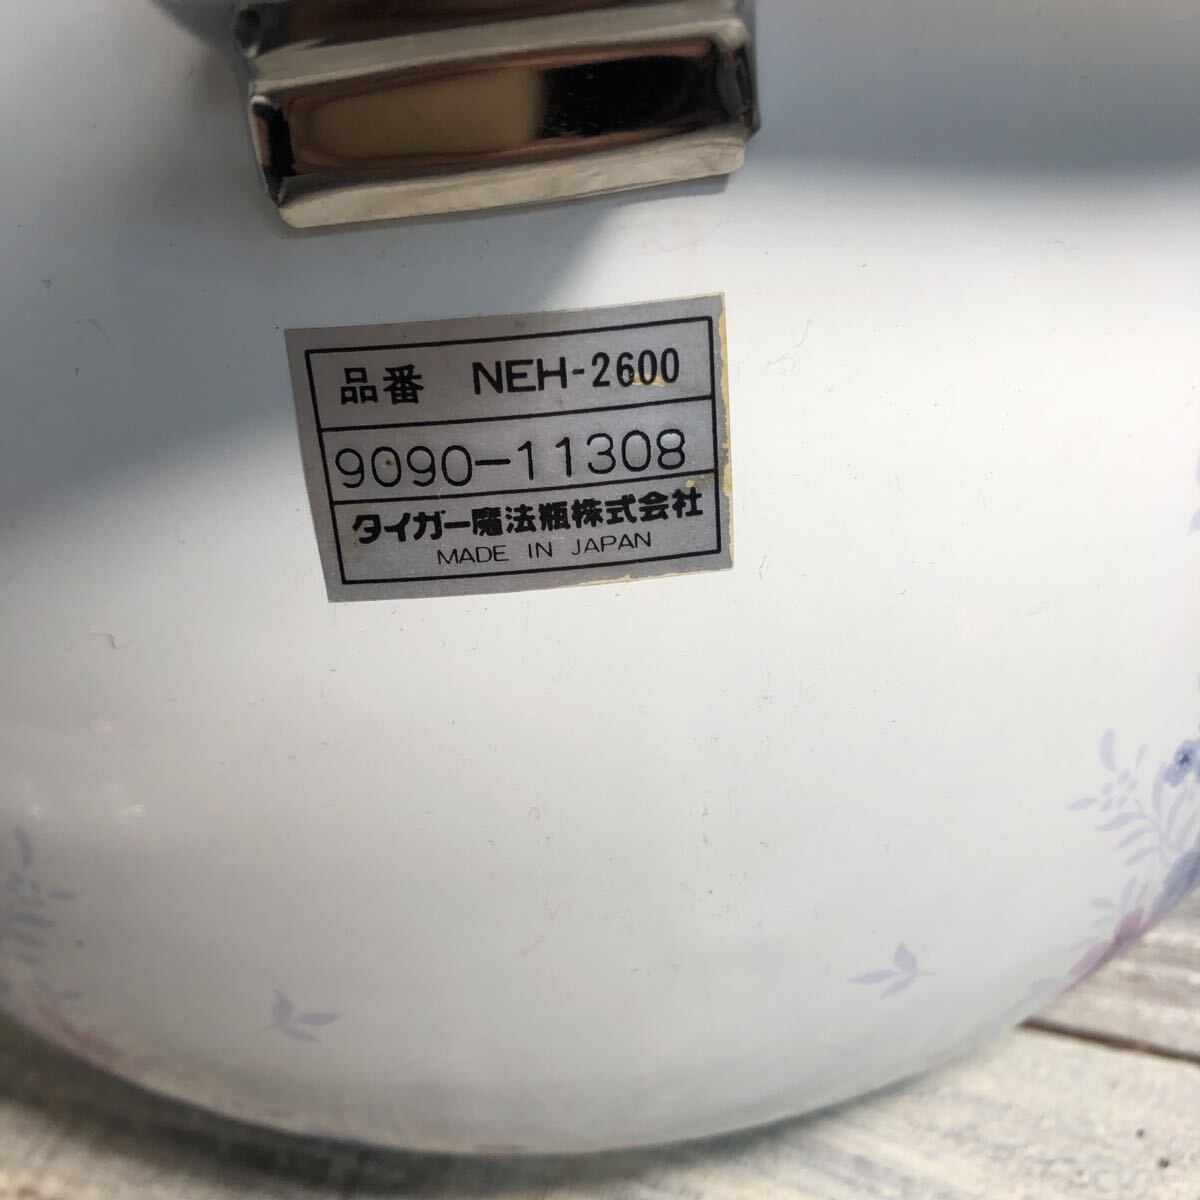 品番 NEH-2600
9090-11308
タイガー魔法瓶株式会社
MADE IN JAPAN